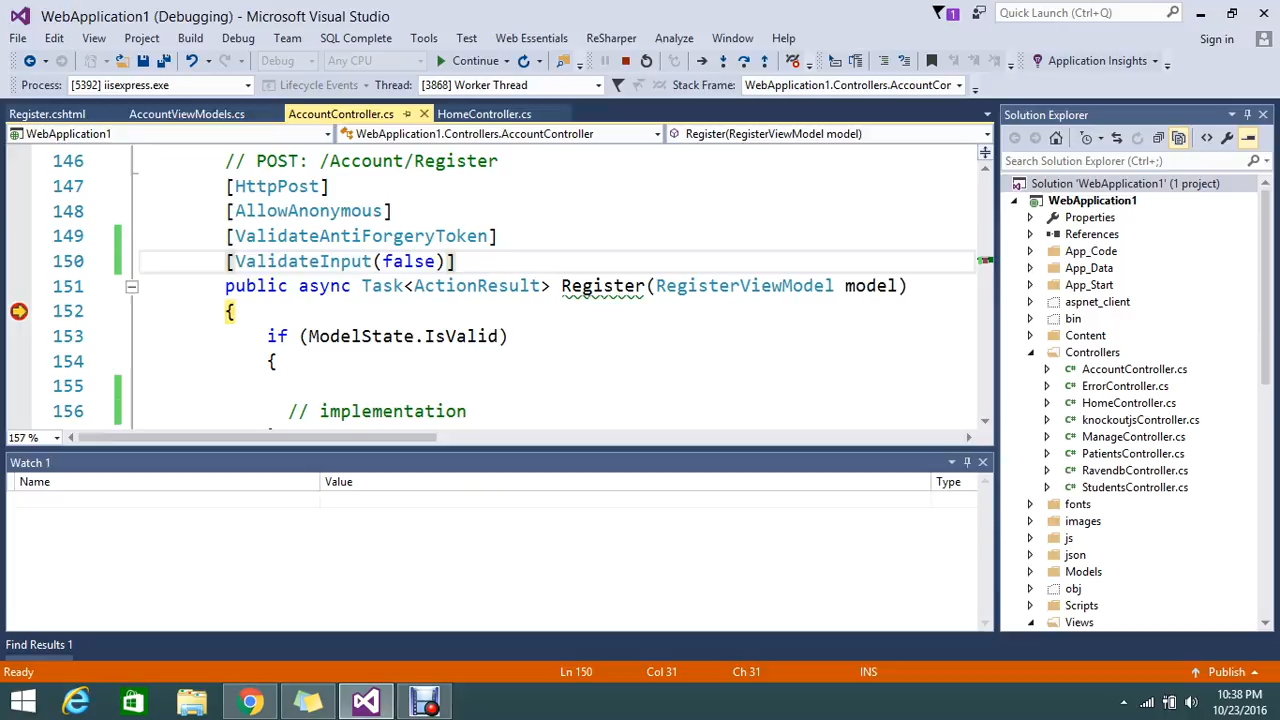 WebApplication1 (Debugging) - Microsoft Visual Studio
1
Quick Launch (Ctrl+Q)
File Edit View Project Build Debug Team SQL Complete Tools Test Web Essentials ReSharper Analyze Window Help
Sign in
Debug Any CPU Continue Application Insights
Process: [5392] iisexpress.exe Lifecycle Events Thread: [3868] Worker Thread Stack Frame: WebApplication1.Controllers.AccountCor
Register.cshtml AccountViewModels.cs AccountController.cs HomeController.cs
WebApplication1 WebApplication1.Controllers.AccountController Register(RegisterViewModel model)
146 // POST: /Account/Register
147 [HttpPost]
148 [AllowAnonymous]
149 [ValidateAntiForgeryToken]
150 [ValidateInput(false)]
151 public async Task<ActionResult> Register(RegisterViewModel model)
152 {
153 if (ModelState.IsValid)
154 {
155
156 // implementation
157 %
Watch 1
Name Value Type
Find Results 1
Solution Explorer
Search Solution Explorer (Ctrl+;)
Solution 'WebApplication1' (1 project)
WebApplication1
Properties
References
App_Code
App_Data
App_Start
aspnet_client
bin
Content
Controllers
C# AccountController.cs
C# ErrorController.cs
C# HomeController.cs
C# knockoutjsController.cs
C# ManageController.cs
C# PatientsController.cs
C# RavendbController.cs
C# StudentsController.cs
fonts
images
js
json
Models
obj
Scripts
Views
Ready Ln 150 Col 31 Ch 31 INS Publish
10:38 PM
10/23/2016